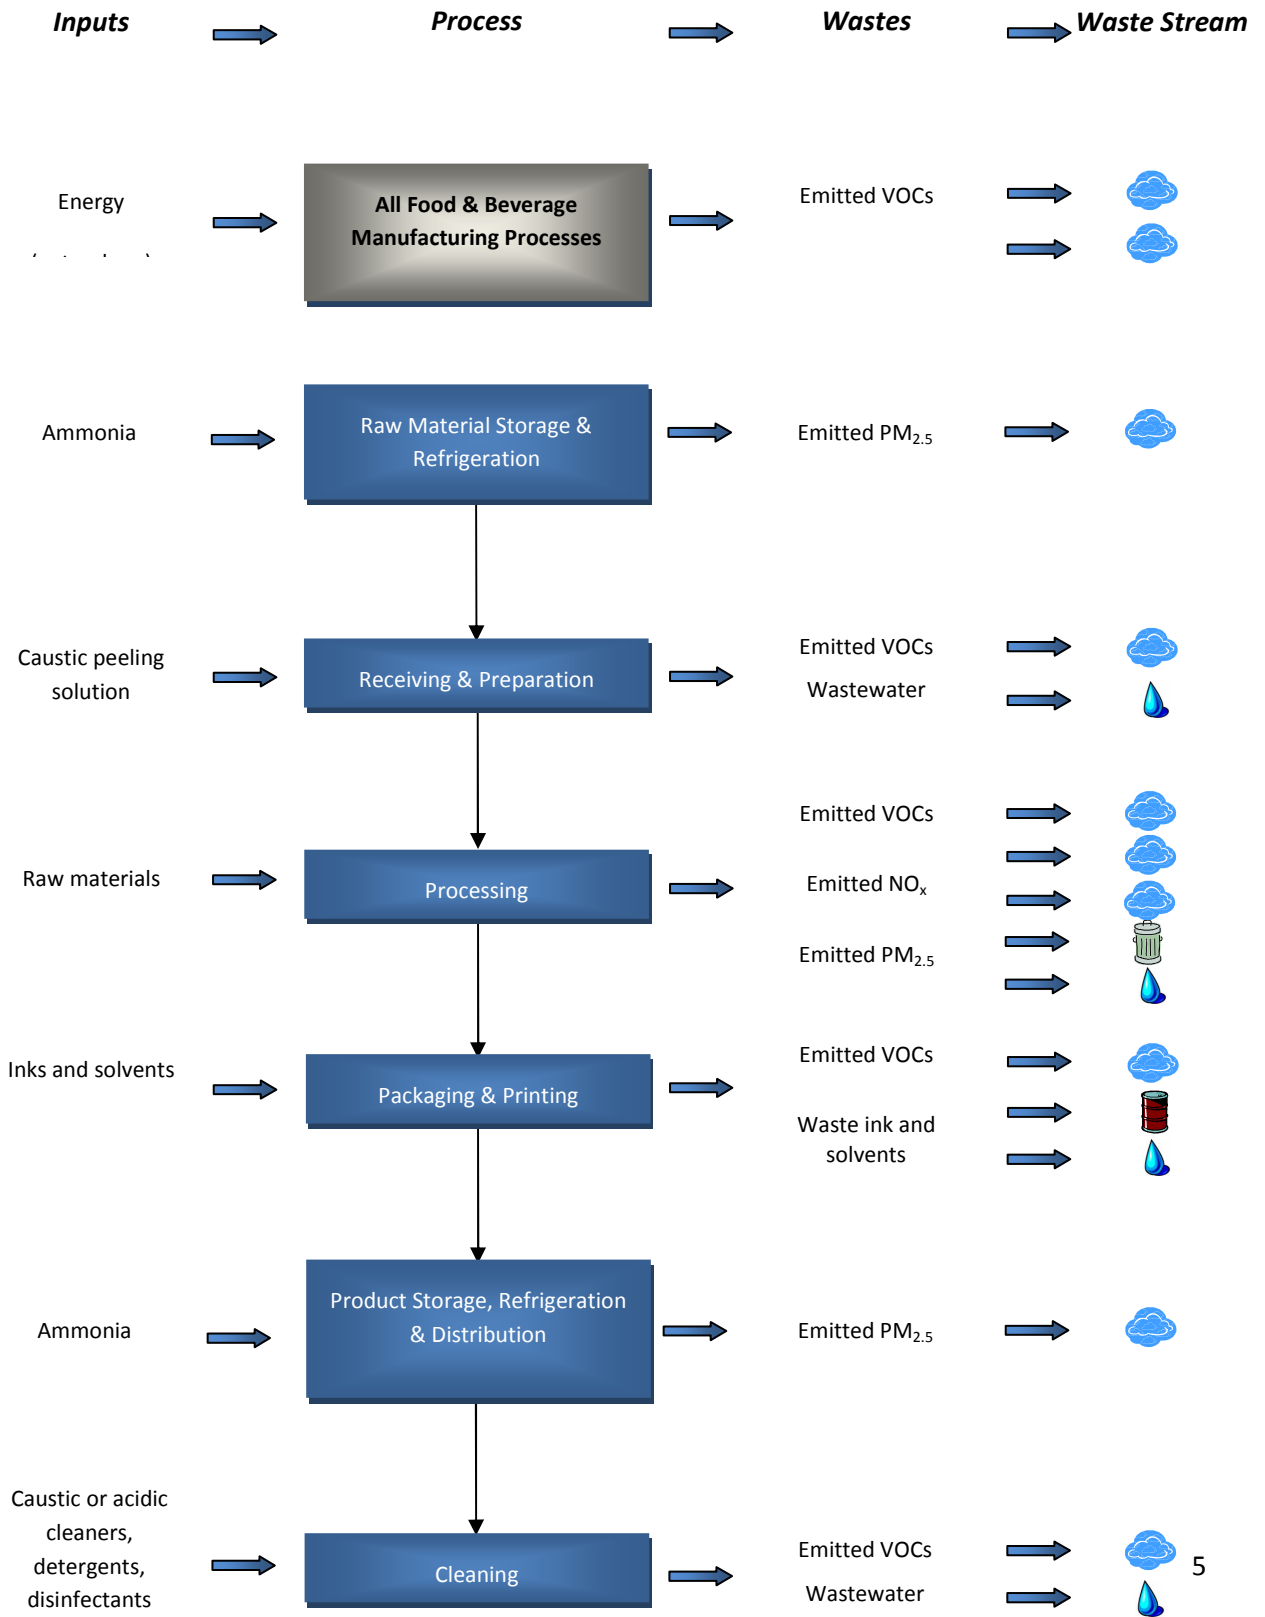 Inputs
Process
Wastes
Waste Stream
Energy
All Food & Beverage
Manufacturing Processes
Emitted VOCs
Ammonia
Raw Material Storage &
Refrigeration
Emitted PM2.5
Caustic peeling
solution
Receiving & Preparation
Emitted VOCs
Wastewater
Raw materials
Processing
Emitted VOCs
Emitted NOx
Emitted PM2.5
Inks and solvents
Packaging & Printing
Emitted VOCs
Waste ink and
solvents
Ammonia
Product Storage, Refrigeration
& Distribution
Emitted PM2.5
Caustic or acidic
cleaners,
detergents,
disinfectants
Cleaning
Emitted VOCs
Wastewater
5